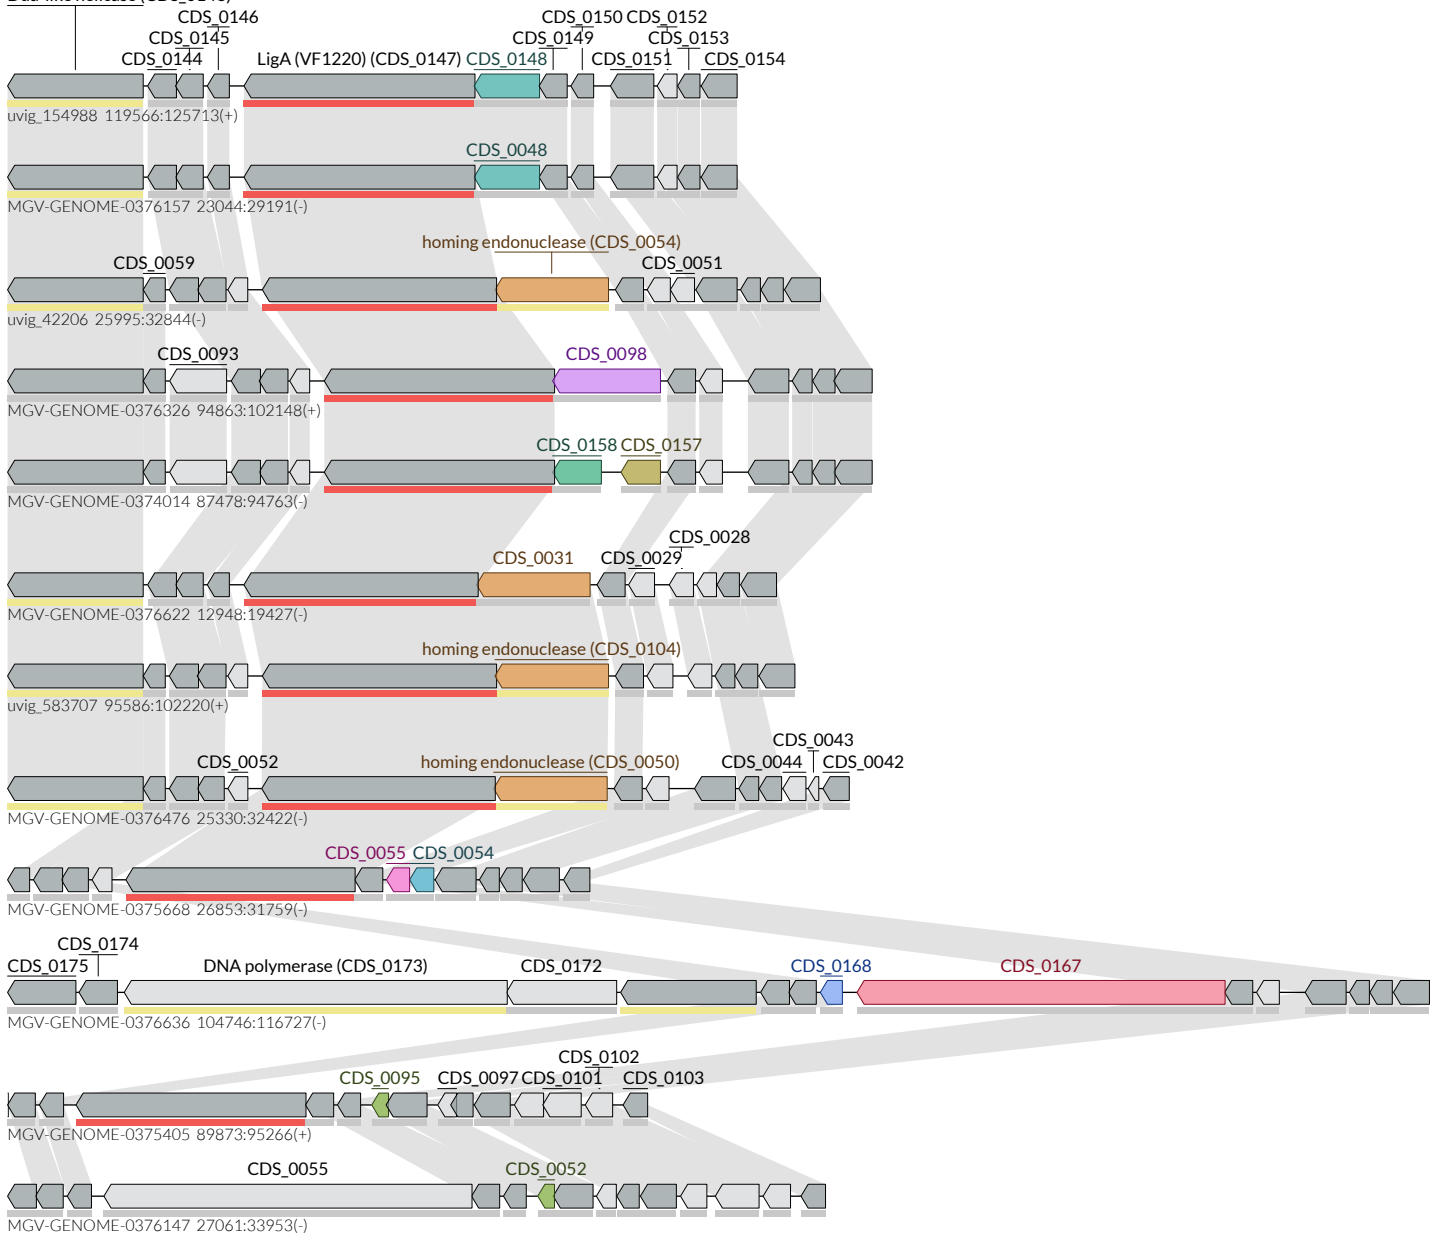 CDS_0146 CDS_0150 CDS_0152
CDS_0145 CDS_0149 CDS_0153
CDS_0144 LigA (VF1220) (CDS_0147) CDS_0148 CDS_0151 CDS_0154
uvig_154988 119566:125713(+)
CDS_0048
MGV-GENOME-0376157 23044:29191(-)
homing endonuclease (CDS_0054)
CDS_0059 CDS_0051
uvig_42206 25995:32844(-)
CDS_0093 CDS_0098
MGV-GENOME-0376326 94863:102148(+)
CDS_0158 CDS_0157
MGV-GENOME-0374014 87478:94763(-)
CDS_0028
CDS_0031 CDS_0029
MGV-GENOME-0376622 12948:19427(-)
homing endonuclease (CDS_0104)
uvig_583707 95586:102220(+)
CDS_0043
CDS_0052 homing endonuclease (CDS_0050) CDS_0044 CDS_0042
MGV-GENOME-0376476 25330:32422(-)
CDS_0055 CDS_0054
MGV-GENOME-0375668 26853:31759(-)
CDS_0174
CDS_0175 DNA polymerase (CDS_0173) CDS_0172 CDS_0168 CDS_0167
MGV-GENOME-0376636 104746:116727(-)
CDS_0102
CDS_0095 CDS_0097 CDS_0101 CDS_0103
MGV-GENOME-0375405 89873:95266(+)
CDS_0055 CDS_0052
MGV-GENOME-0376147 27061:33953(-)